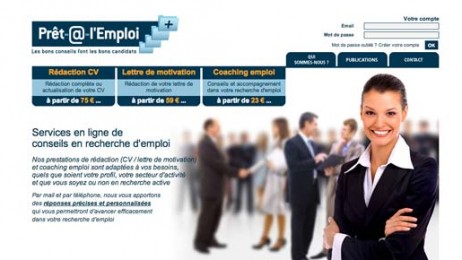 Prêt-@-l'Emploi +
Les bons conseils font les bons candidats
Votre compte
Email
Mot de passe
Mot de passe oublié ? / Créer votre compte OK
QUI
SOMMES-NOUS ?
PUBLICATIONS
CONTACT
Rédaction CV
Rédaction complète ou
actualisation de votre CV
à partir de 75 € ...
Lettre de motivation
Rédaction de votre lettre de
motivation
à partir de 59 € ...
Coaching emploi
Conseils et accompagnement
dans votre recherche d'emploi
à partir de 23 € ...
Services en ligne de
conseils en recherche d'emploi
Nos prestations de rédaction (CV / lettre de motivation)
et coaching emploi sont adaptées à vos besoins,
quels que soient votre profil, votre secteur d'activité
et que vous soyez ou non en recherche active
Par mail et par téléphone, nous vous apportons
des réponses précises et personnalisées
qui vous permettront d'avancer efficacement
dans votre recherche d'emploi